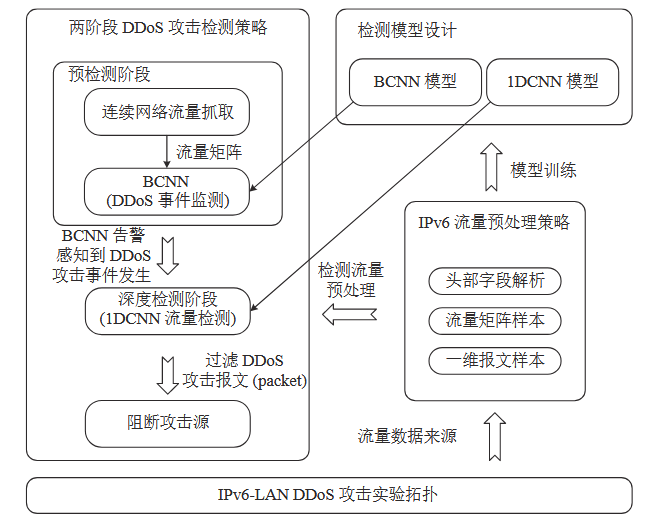 两阶段 DDoS 攻击检测策略
预检测阶段
连续网络流量抓取
流量矩阵
BCNN
(DDoS 事件监测)
BCNN 告警
感知到 DDoS
攻击事件发生
深度检测阶段
(1DCNN 流量检测)
过滤 DDoS
攻击报文 (packet)
阻断攻击源
检测模型设计
BCNN 模型
1DCNN 模型
模型训练
IPv6 流量预处理策略
头部字段解析
流量矩阵样本
一维报文样本
检测流量
预处理
流量数据来源
IPv6-LAN DDoS 攻击实验拓扑